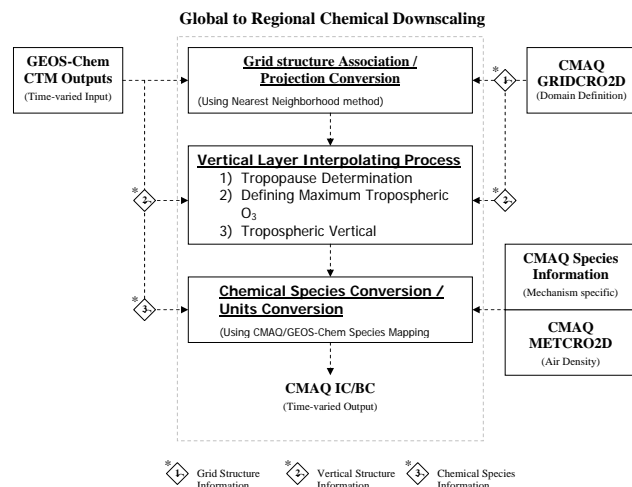 Global to Regional Chemical Downscaling
GEOS-Chem
CTM Outputs
(Time-varied Input)
Grid structure Association /
Projection Conversion
(Using Nearest Neighborhood method)
* 1
CMAQ
GRIDCRO2D
(Domain Definition)
Vertical Layer Interpolating Process
1) Tropopause Determination
2) Defining Maximum Tropospheric
O3
3) Tropospheric Vertical
* 2
* 2
CMAQ Species
Information
(Mechanism specific)
Chemical Species Conversion /
Units Conversion
(Using CMAQ/GEOS-Chem Species Mapping
* 3
CMAQ
METCRO2D
(Air Density)
CMAQ IC/BC
(Time-varied Output)
* 1 Grid Structure
Information
* 2 Vertical Structure
Information
* 3 Chemical Species
Information